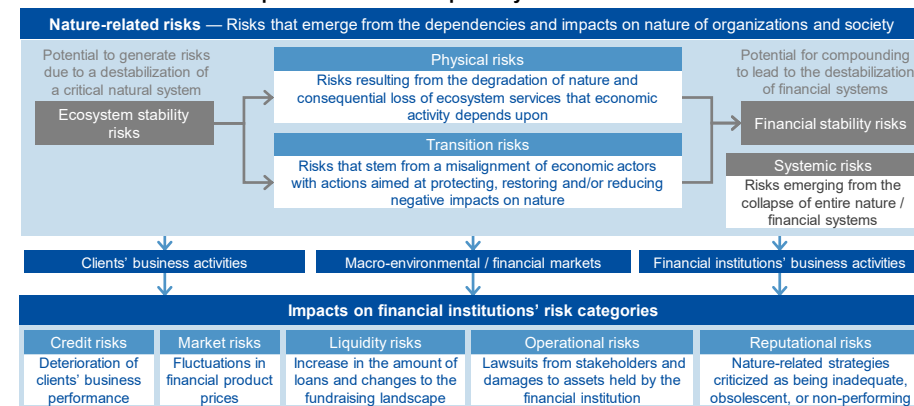 Nature-related risks — Risks that emerge from the dependencies and impacts on nature of organizations and society
Potential to generate risks
due to a destabilization of
a critical natural system
Ecosystem stability
risks
Physical risks
Risks resulting from the degradation of nature and
consequential loss of ecosystem services that economic
activity depends upon
Transition risks
Risks that stem from a misalignment of economic actors
with actions aimed at protecting, restoring and/or reducing
negative impacts on nature
Potential for compounding
to lead to the destabilization
of financial systems
Financial stability risks
Systemic risks
Risks emerging from the
collapse of entire nature /
financial systems
Clients' business activities
Macro-environmental / financial markets
Financial institutions' business activities
Impacts on financial institutions' risk categories
Credit risks
Deterioration of
clients' business
performance
Market risks
Fluctuations in
financial product
prices
Liquidity risks
Increase in the amount of
loans and changes to the
fundraising landscape
Operational risks
Lawsuits from stakeholders and
damages to assets held by the
financial institution
Reputational risks
Nature-related strategies
criticized as being inadequate,
obsolescent, or non-performing